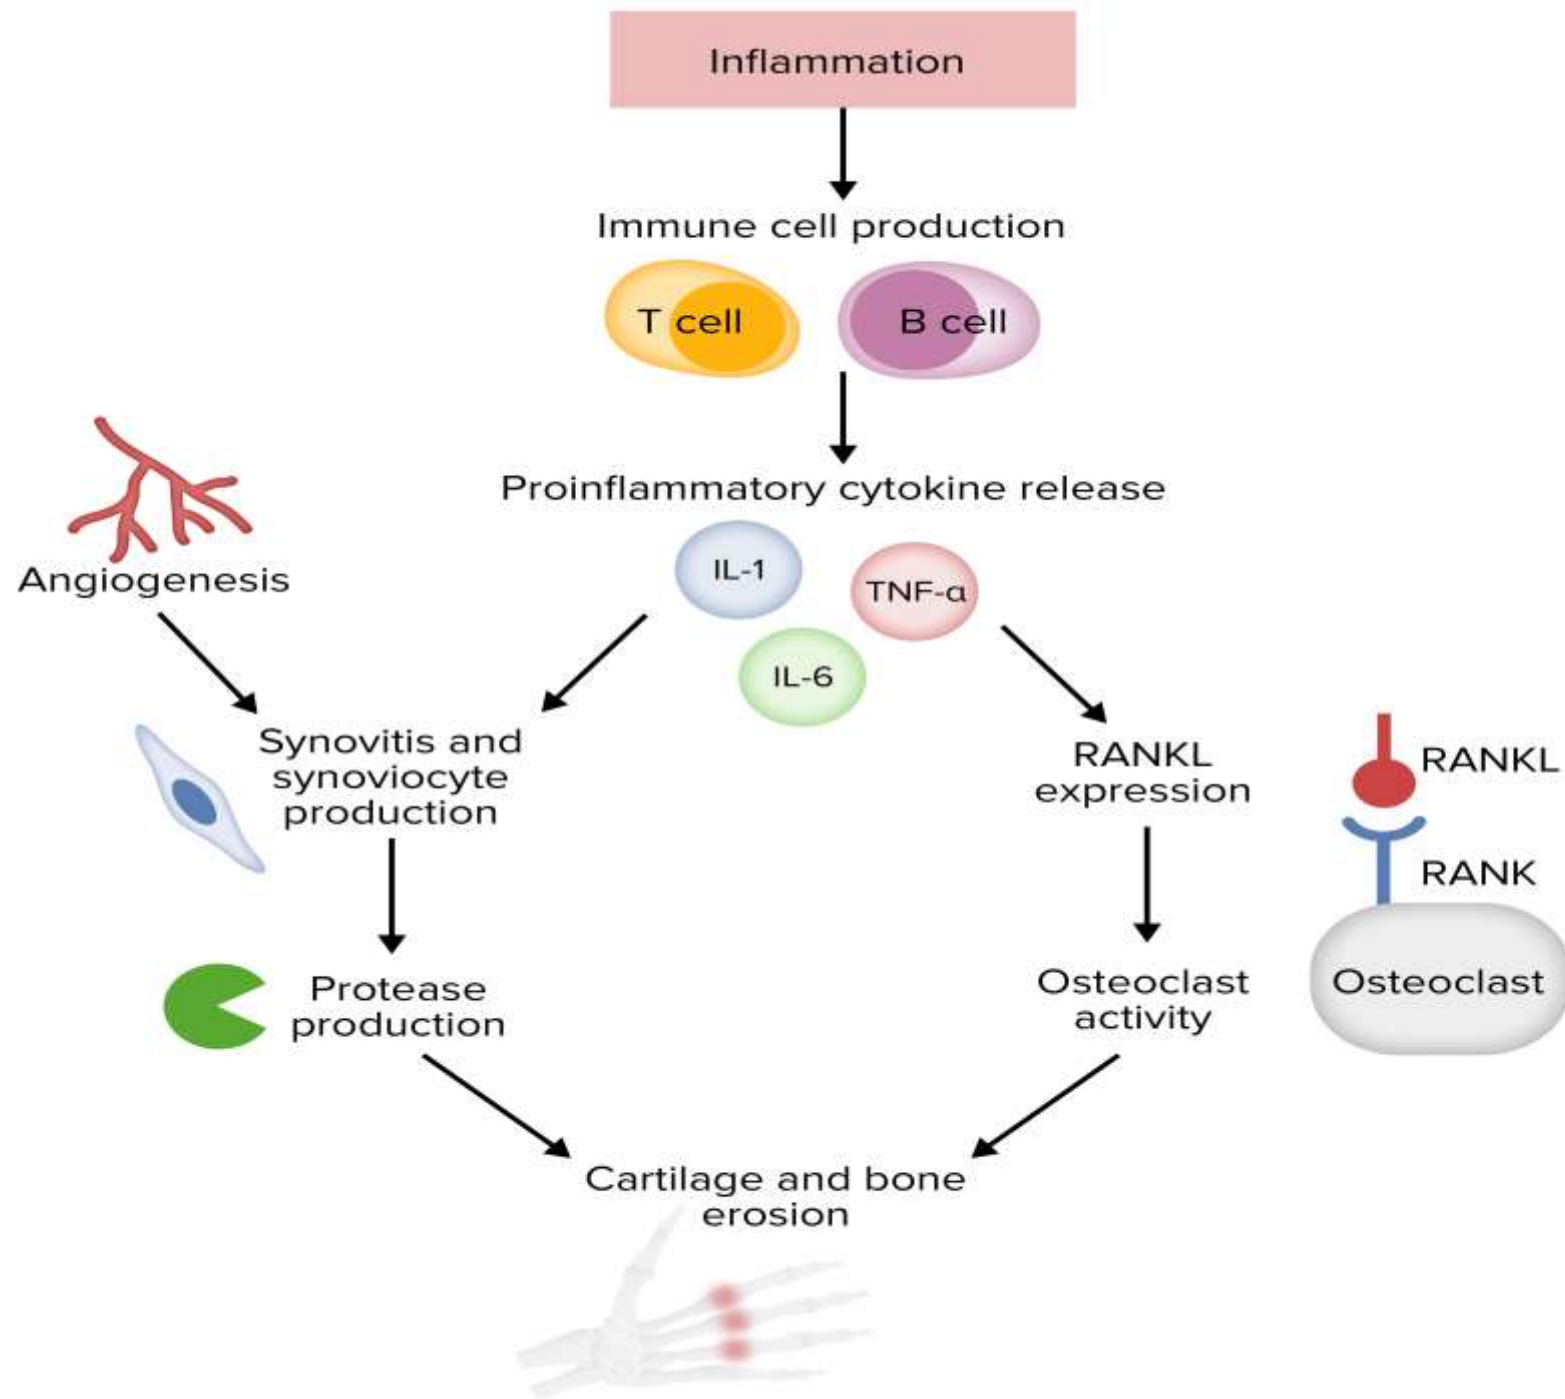 Inflammation
Immune cell production
T cell
B cell
Proinflammatory cytokine release
IL-1
TNF-α
IL-6
Angiogenesis
Synovitis and
synoviocyte
production
RANKL
expression
RANKL
RANK
Protease
production
Osteoclast
activity
Osteoclast
Cartilage and bone
erosion